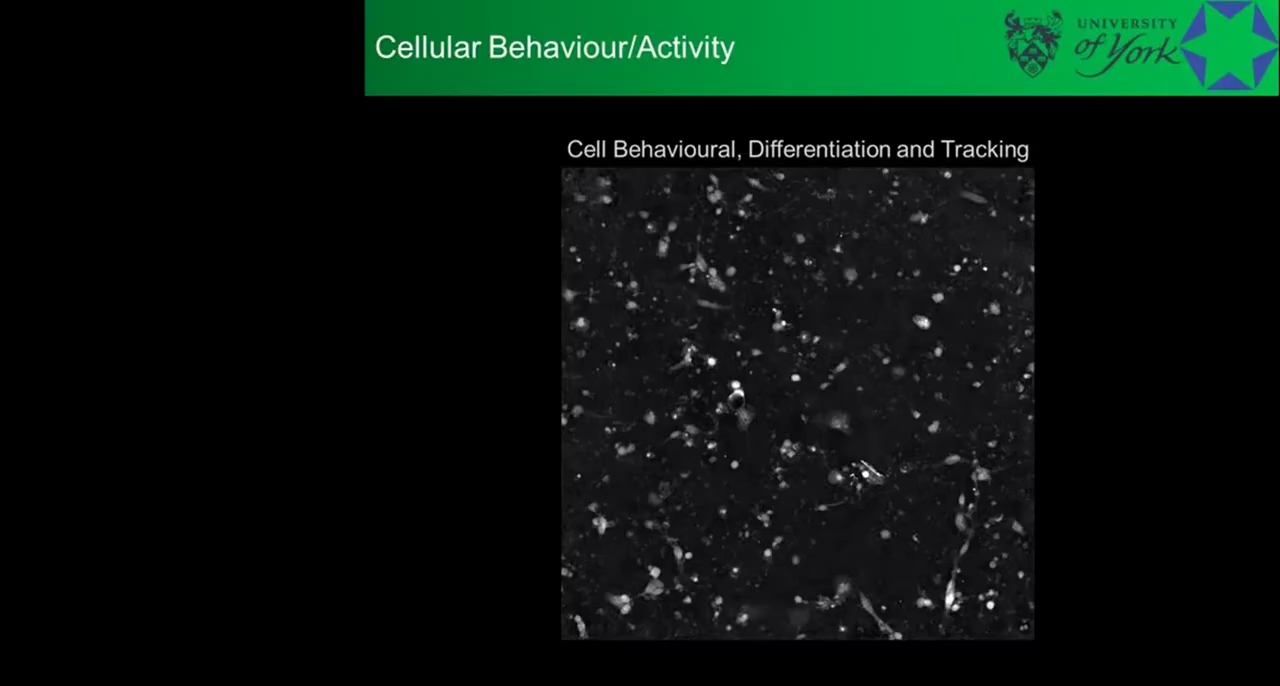 Cellular Behaviour/Activity
UNIVERSITY
of York
Cell Behavioural, Differentiation and Tracking